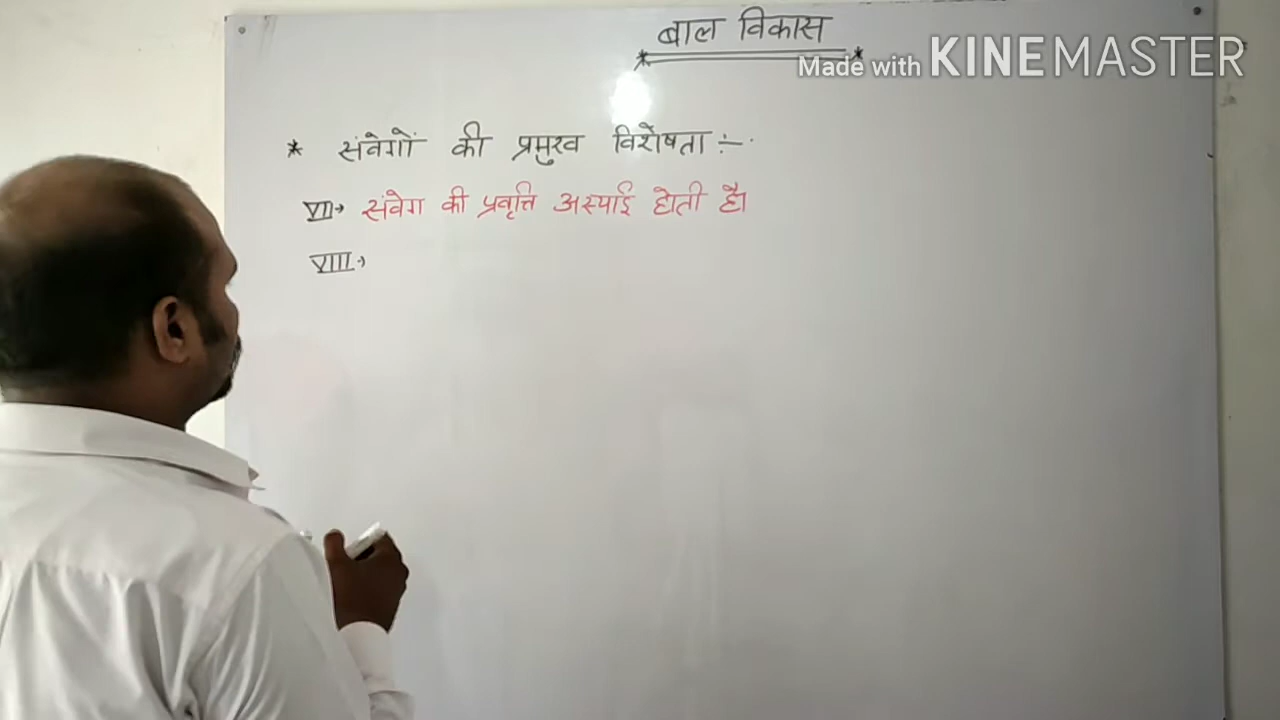 बाल विकास
Made with KINEMASTER
* संवेगों की प्रमुख विशेषता :-
VII→ संवेग की प्रवृत्ति अस्थाई होती है।
VIII→